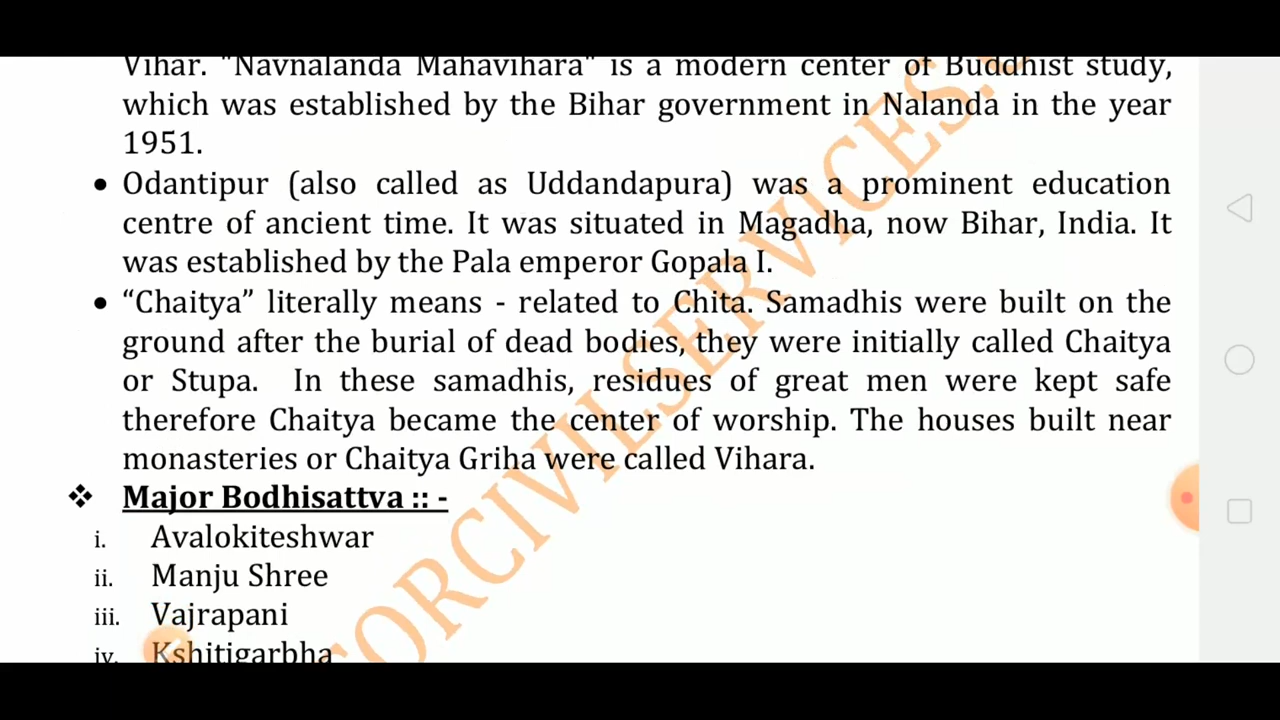 Vihar. "Navnalanda Mahavihara" is a modern center of Buddhist study,
which was established by the Bihar government in Nalanda in the year
1951.
• Odantipur (also called as Uddandapura) was a prominent education
centre of ancient time. It was situated in Magadha, now Bihar, India. It
was established by the Pala emperor Gopala I.
• “Chaitya” literally means - related to Chita. Samadhis were built on the
ground after the burial of dead bodies, they were initially called Chaitya
or Stupa. In these samadhis, residues of great men were kept safe
therefore Chaitya became the center of worship. The houses built near
monasteries or Chaitya Griha were called Vihara.
❖ Major Bodhisattva :: -
i. Avalokiteshwar
ii. Manju Shree
iii. Vajrapani
iv. Kshitigarbha
ORCIVILSERVICES.